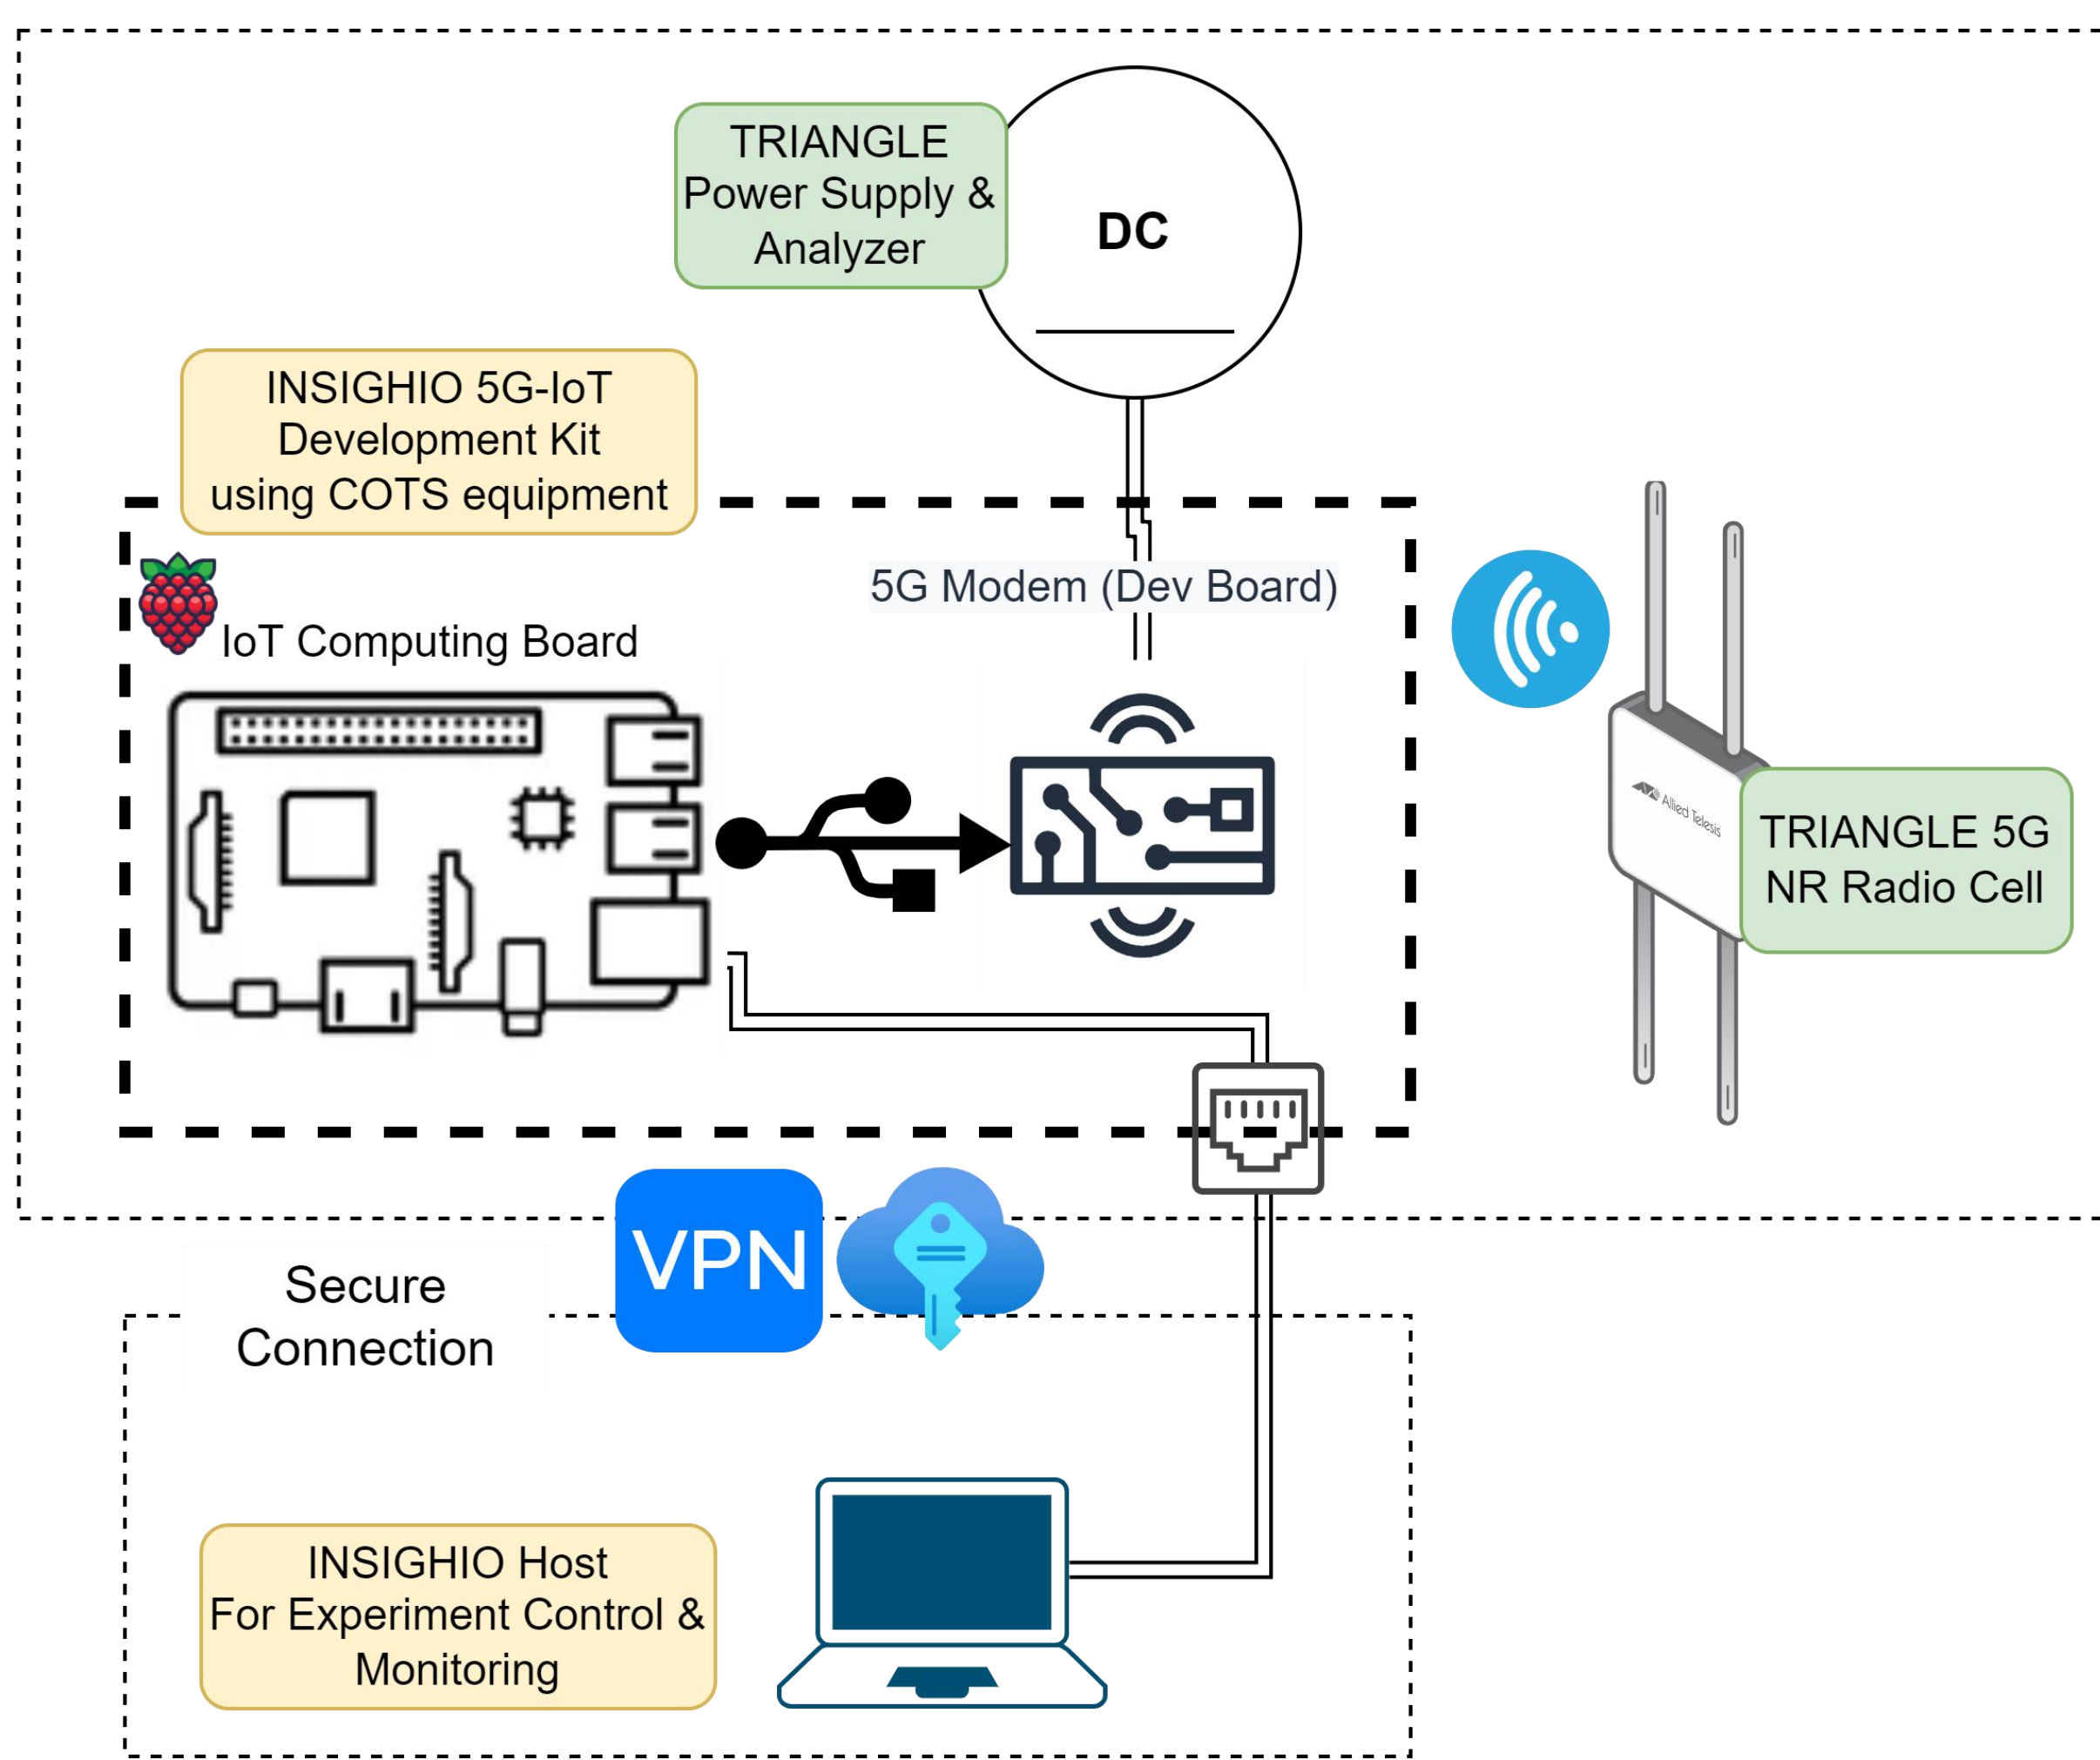 TRIANGLE
Power Supply &
Analyzer
DC
INSIGHIO 5G-IoT
Development Kit
using COTS equipment
5G Modem (Dev Board)
IoT Computing Board
Allied Telesis
TRIANGLE 5G
NR Radio Cell
VPN
Secure
Connection
INSIGHIO Host
For Experiment Control &
Monitoring